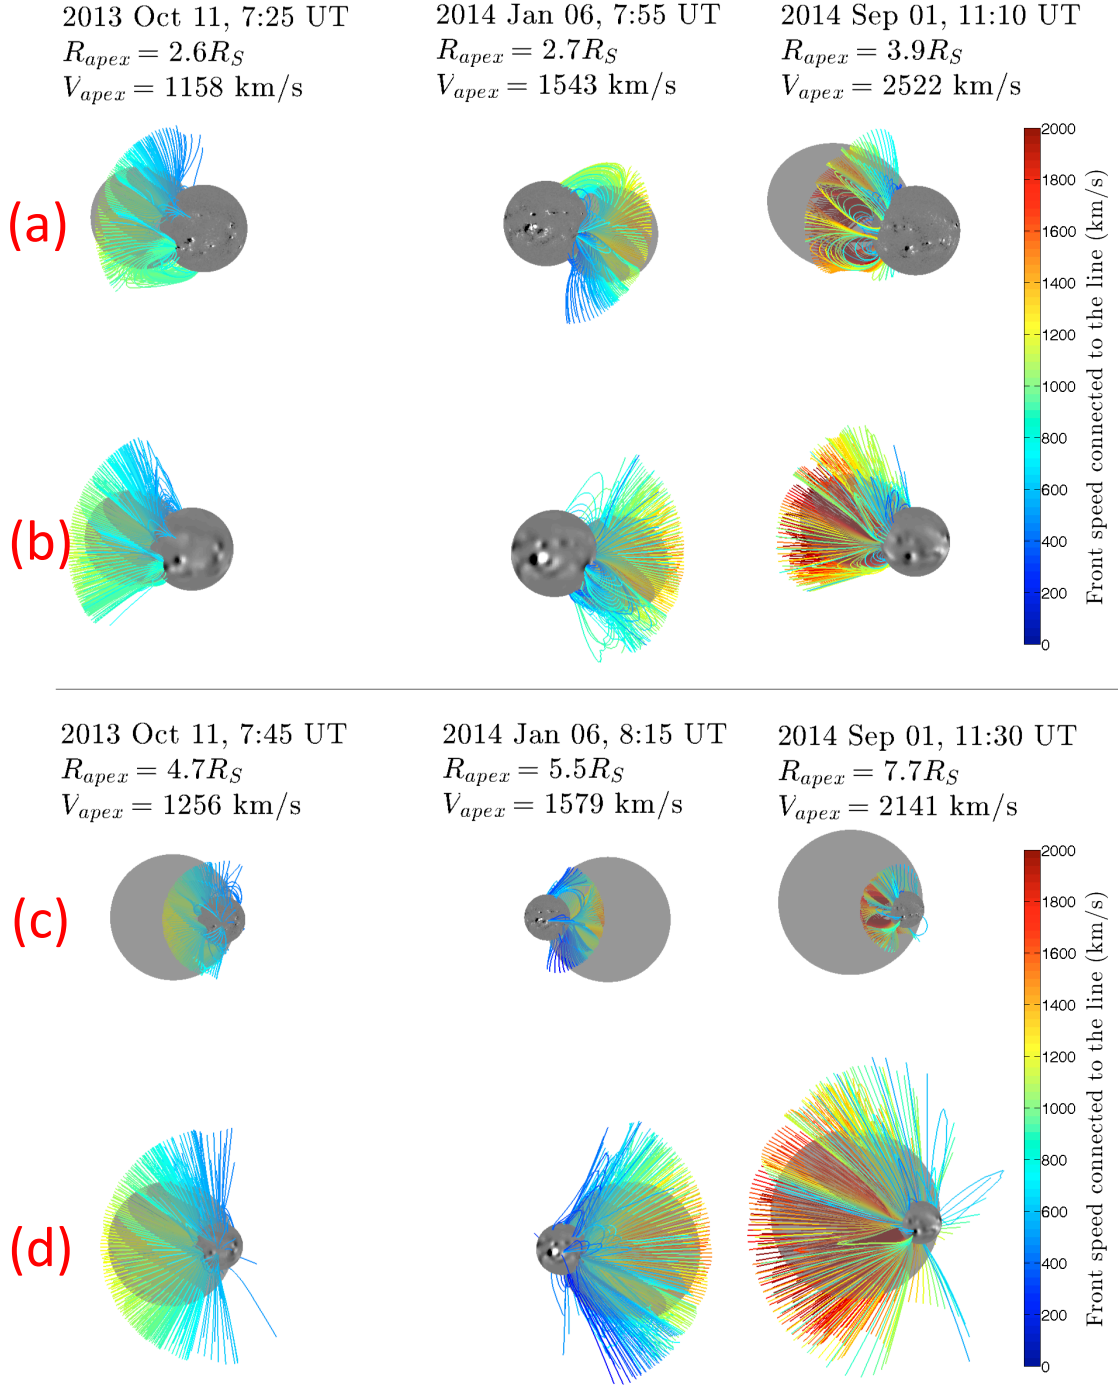 2013 Oct 11, 7:25 UT
R_apex = 2.6R_S
V_apex = 1158 km/s
2014 Jan 06, 7:55 UT
R_apex = 2.7R_S
V_apex = 1543 km/s
2014 Sep 01, 11:10 UT
R_apex = 3.9R_S
V_apex = 2522 km/s
(a)
(b)
2000
1800
1600
1400
1200
1000
800
600
400
200
0
Front speed connected to the line (km/s)
2013 Oct 11, 7:45 UT
R_apex = 4.7R_S
V_apex = 1256 km/s
2014 Jan 06, 8:15 UT
R_apex = 5.5R_S
V_apex = 1579 km/s
2014 Sep 01, 11:30 UT
R_apex = 7.7R_S
V_apex = 2141 km/s
(c)
(d)
2000
1800
1600
1400
1200
1000
800
600
400
200
0
Front speed connected to the line (km/s)